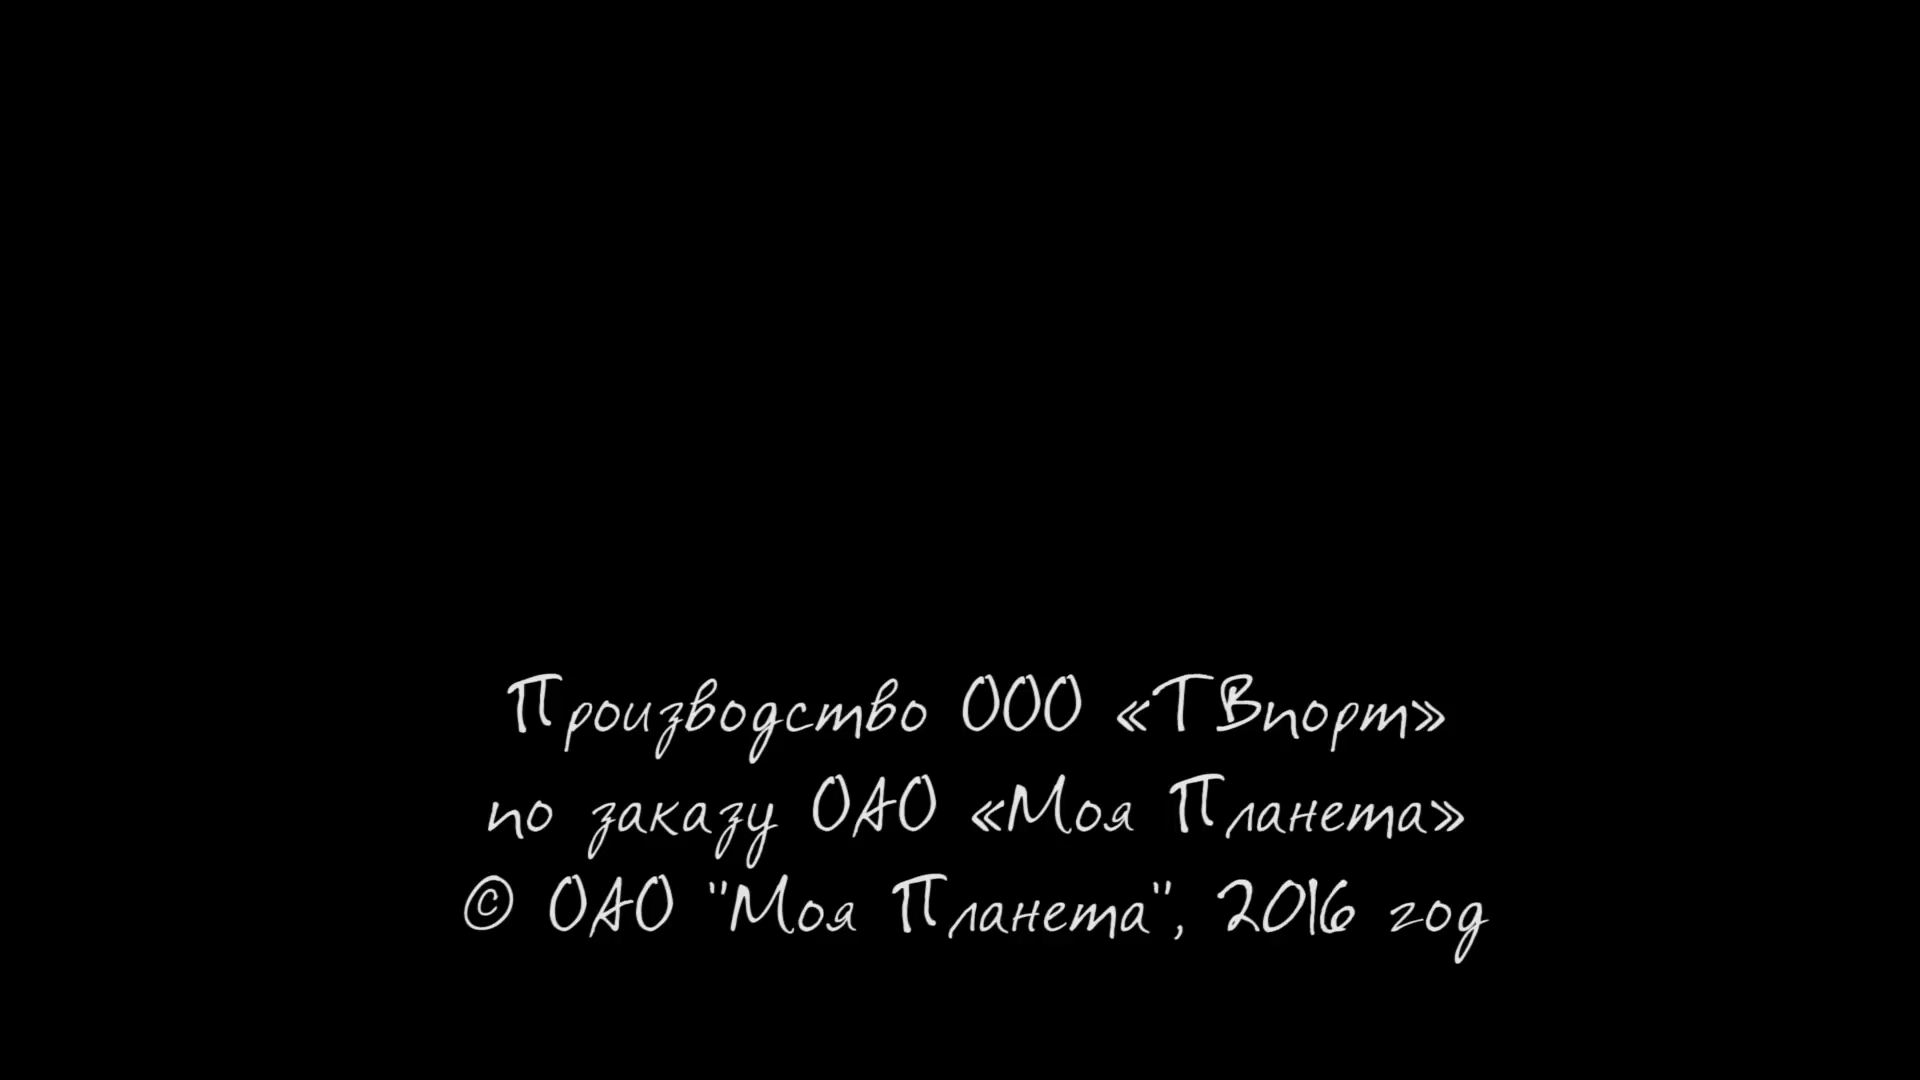 Производство ООО «ТВпорт»
по заказу ОАО «Моя Планета»
© ОАО "Моя Планета", 2016 год